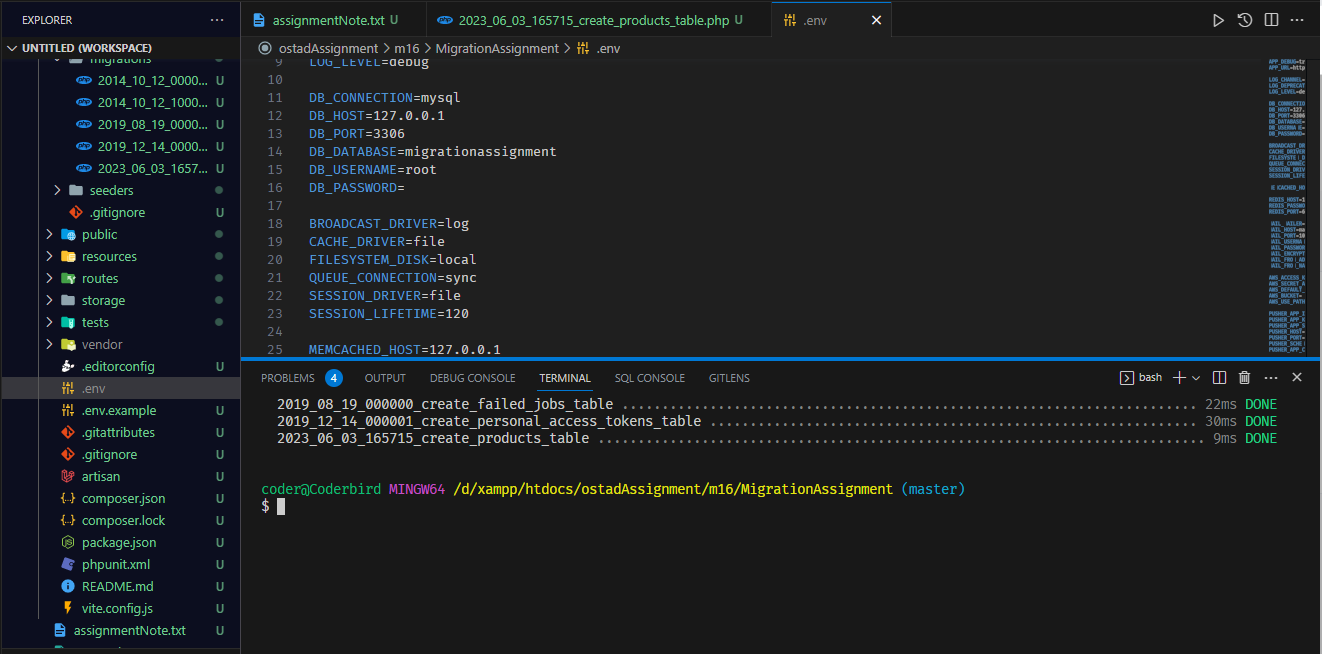 EXPLORER
UNTITLED (WORKSPACE)
migrations
2014_10_12_0000... U
2014_10_12_1000... U
2019_08_19_0000... U
2019_12_14_0000... U
2023_06_03_1657... U
seeders
.gitignore U
public
resources
routes
storage
tests
vendor
.editorconfig U
.env
.env.example U
.gitattributes U
.gitignore U
artisan U
composer.json U
composer.lock U
package.json U
phpunit.xml U
README.md U
vite.config.js U
assignmentNote.txt U
assignmentNote.txt U
2023_06_03_165715_create_products_table.php U
.env
ostadAssignment > m16 > MigrationAssignment > .env
9 LOG_LEVEL=debug
10
11 DB_CONNECTION=mysql
12 DB_HOST=127.0.0.1
13 DB_PORT=3306
14 DB_DATABASE=migrationassignment
15 DB_USERNAME=root
16 DB_PASSWORD=
17
18 BROADCAST_DRIVER=log
19 CACHE_DRIVER=file
20 FILESYSTEM_DISK=local
21 QUEUE_CONNECTION=sync
22 SESSION_DRIVER=file
23 SESSION_LIFETIME=120
24
25 MEMCACHED_HOST=127.0.0.1
PROBLEMS 4 OUTPUT DEBUG CONSOLE TERMINAL SQL CONSOLE GITLENS
bash
2019_08_19_000000_create_failed_jobs_table ........................................................................ 22ms DONE
2019_12_14_000001_create_personal_access_tokens_table ............................................................. 30ms DONE
2023_06_03_165715_create_products_table ............................................................................ 9ms DONE
coder@Coderbird MINGW64 /d/xampp/htdocs/ostadAssignment/m16/MigrationAssignment (master)
$